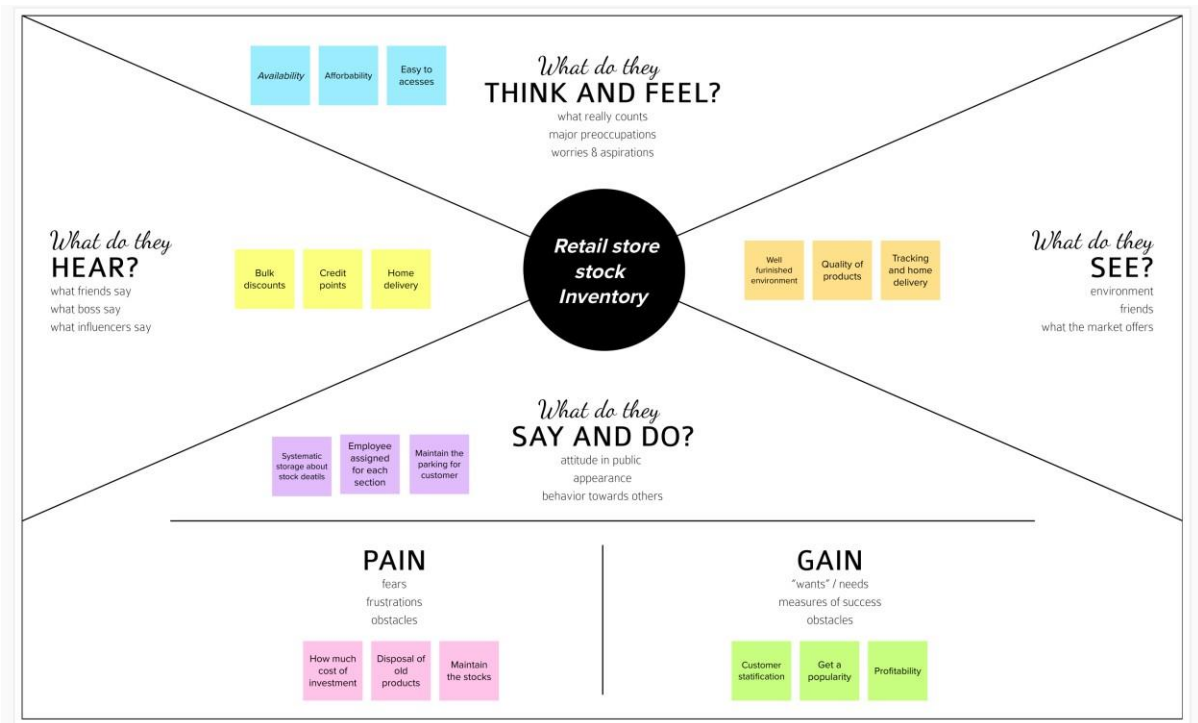 Availability
Afforbability
Easy to
acesses
What do they
THINK AND FEEL?
what really counts
major preoccupations
worries & aspirations
What do they
HEAR?
what friends say
what boss say
what influencers say
Bulk
discounts
Credit
points
Home
delivery
Retail store
stock
Inventory
Well
furinished
environment
Quality of
products
Tracking
and home
delivery
What do they
SEE?
environment
friends
what the market offers
Systematic
storage about
stock deatils
Employee
assigned
for each
section
Maintain the
parking for
customer
What do they
SAY AND DO?
attitude in public
appearance
behavior towards others
PAIN
fears
frustrations
obstacles
How much
cost of
investment
Disposal of
old
products
Maintain
the stocks
GAIN
"wants" / needs
measures of success
obstacles
Customer
statification
Get a
popularity
Profitability